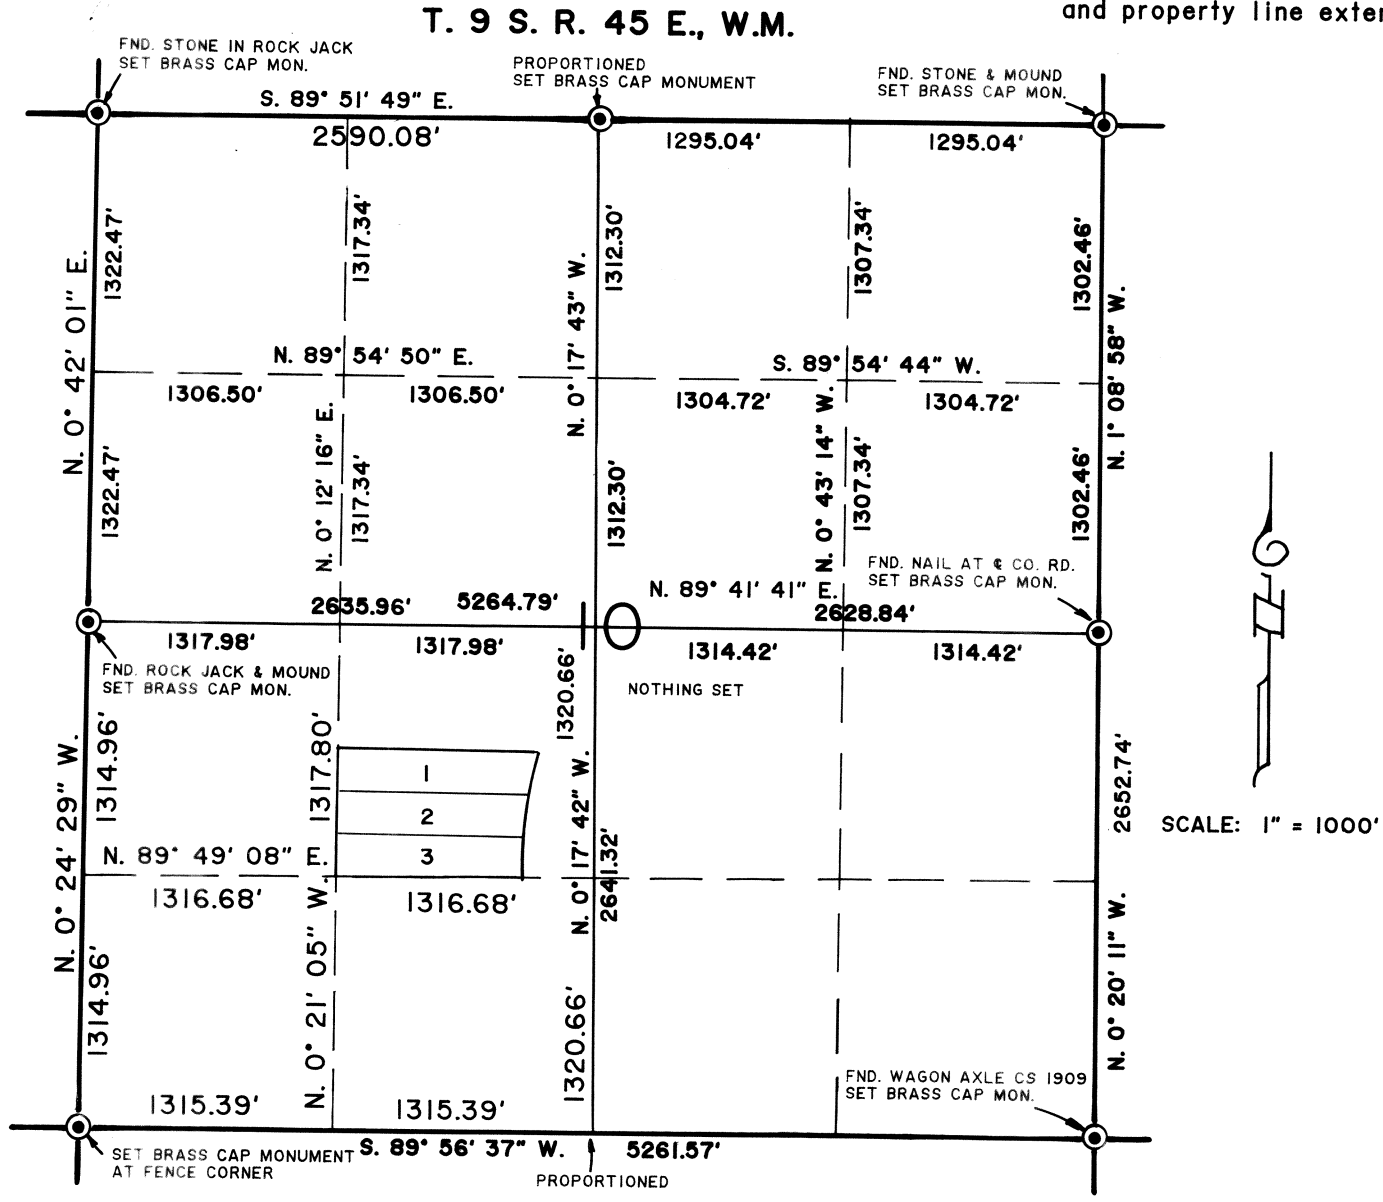 and property line exten
T. 9 S. R. 45 E., W.M.
FND. STONE IN ROCK JACK
SET BRASS CAP MON.
PROPORTIONED
SET BRASS CAP MONUMENT
FND. STONE & MOUND
SET BRASS CAP MON.
S. 89° 51' 49" E.
2590.08'
1295.04'
1295.04'
1322.47'
1317.34'
1312.30'
1307.34'
1302.46'
N. 0° 42' 01" E.
N. 0° 17' 43" W.
N. 1° 08' 58" W.
N. 89° 54' 50" E.
S. 89° 54' 44" W.
1306.50'
1306.50'
1304.72'
1304.72'
1322.47'
N. 0° 12' 16" E.
1317.34'
1312.30'
N. 0° 43' 14" W.
1307.34'
1302.46'
FND. NAIL AT ℄ CO. RD.
SET BRASS CAP MON.
N. 89° 41' 41" E.
2635.96'
5264.79'
10
2628.84'
1317.98'
1317.98'
1314.42'
1314.42'
FND. ROCK JACK & MOUND
SET BRASS CAP MON.
NOTHING SET
1320.66'
N. 0° 24' 29" W.
1314.96'
1317.80'
1
2
3
N. 0° 17' 42" W.
2641.32'
2652.74'
SCALE: 1" = 1000'
N. 89° 49' 08" E.
1316.68'
1316.68'
1314.96'
N. 0° 21' 05" W.
1320.66'
N. 0° 20' 11" W.
FND. WAGON AXLE CS 1909
SET BRASS CAP MON.
1315.39'
1315.39'
S. 89° 56' 37" W.
5261.57'
SET BRASS CAP MONUMENT
AT FENCE CORNER
PROPORTIONED